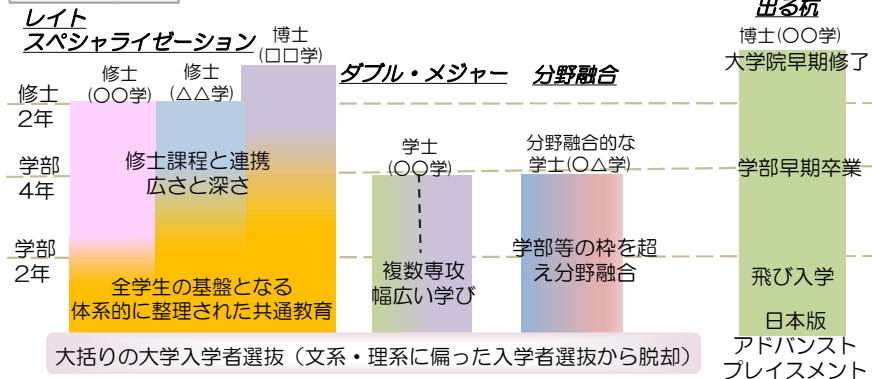 レイト
スペシャライゼーション
博士
(□□学)
修士
(○○学)
修士
(△△学)
修士
2年
学部
4年
学部
2年
修士課程と連携
広さと深さ
全学生の基盤となる
体系的に整理された共通教育
ダブル・メジャー
学士
(○○学)
複数専攻
幅広い学び
分野融合
分野融合的な
学士(○△学)
学部等の枠を超
え分野融合
出る杭
博士(○○学)
大学院早期修了
学部早期卒業
飛び入学
日本版
アドバンスト
プレイスメント
大括りの大学入学者選抜（文系・理系に偏った入学者選抜から脱却）